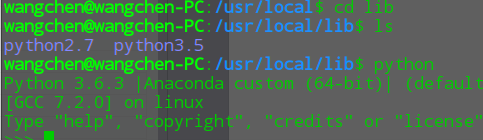 wangchen@wangchen-PC:/usr/local$ cd lib
wangchen@wangchen-PC:/usr/local/lib$ ls
python2.7  python3.5
wangchen@wangchen-PC:/usr/local/lib$ python
Python 3.6.3 |Anaconda custom (64-bit)| (default
[GCC 7.2.0] on linux
Type "help", "copyright", "credits" or "license"
>>>